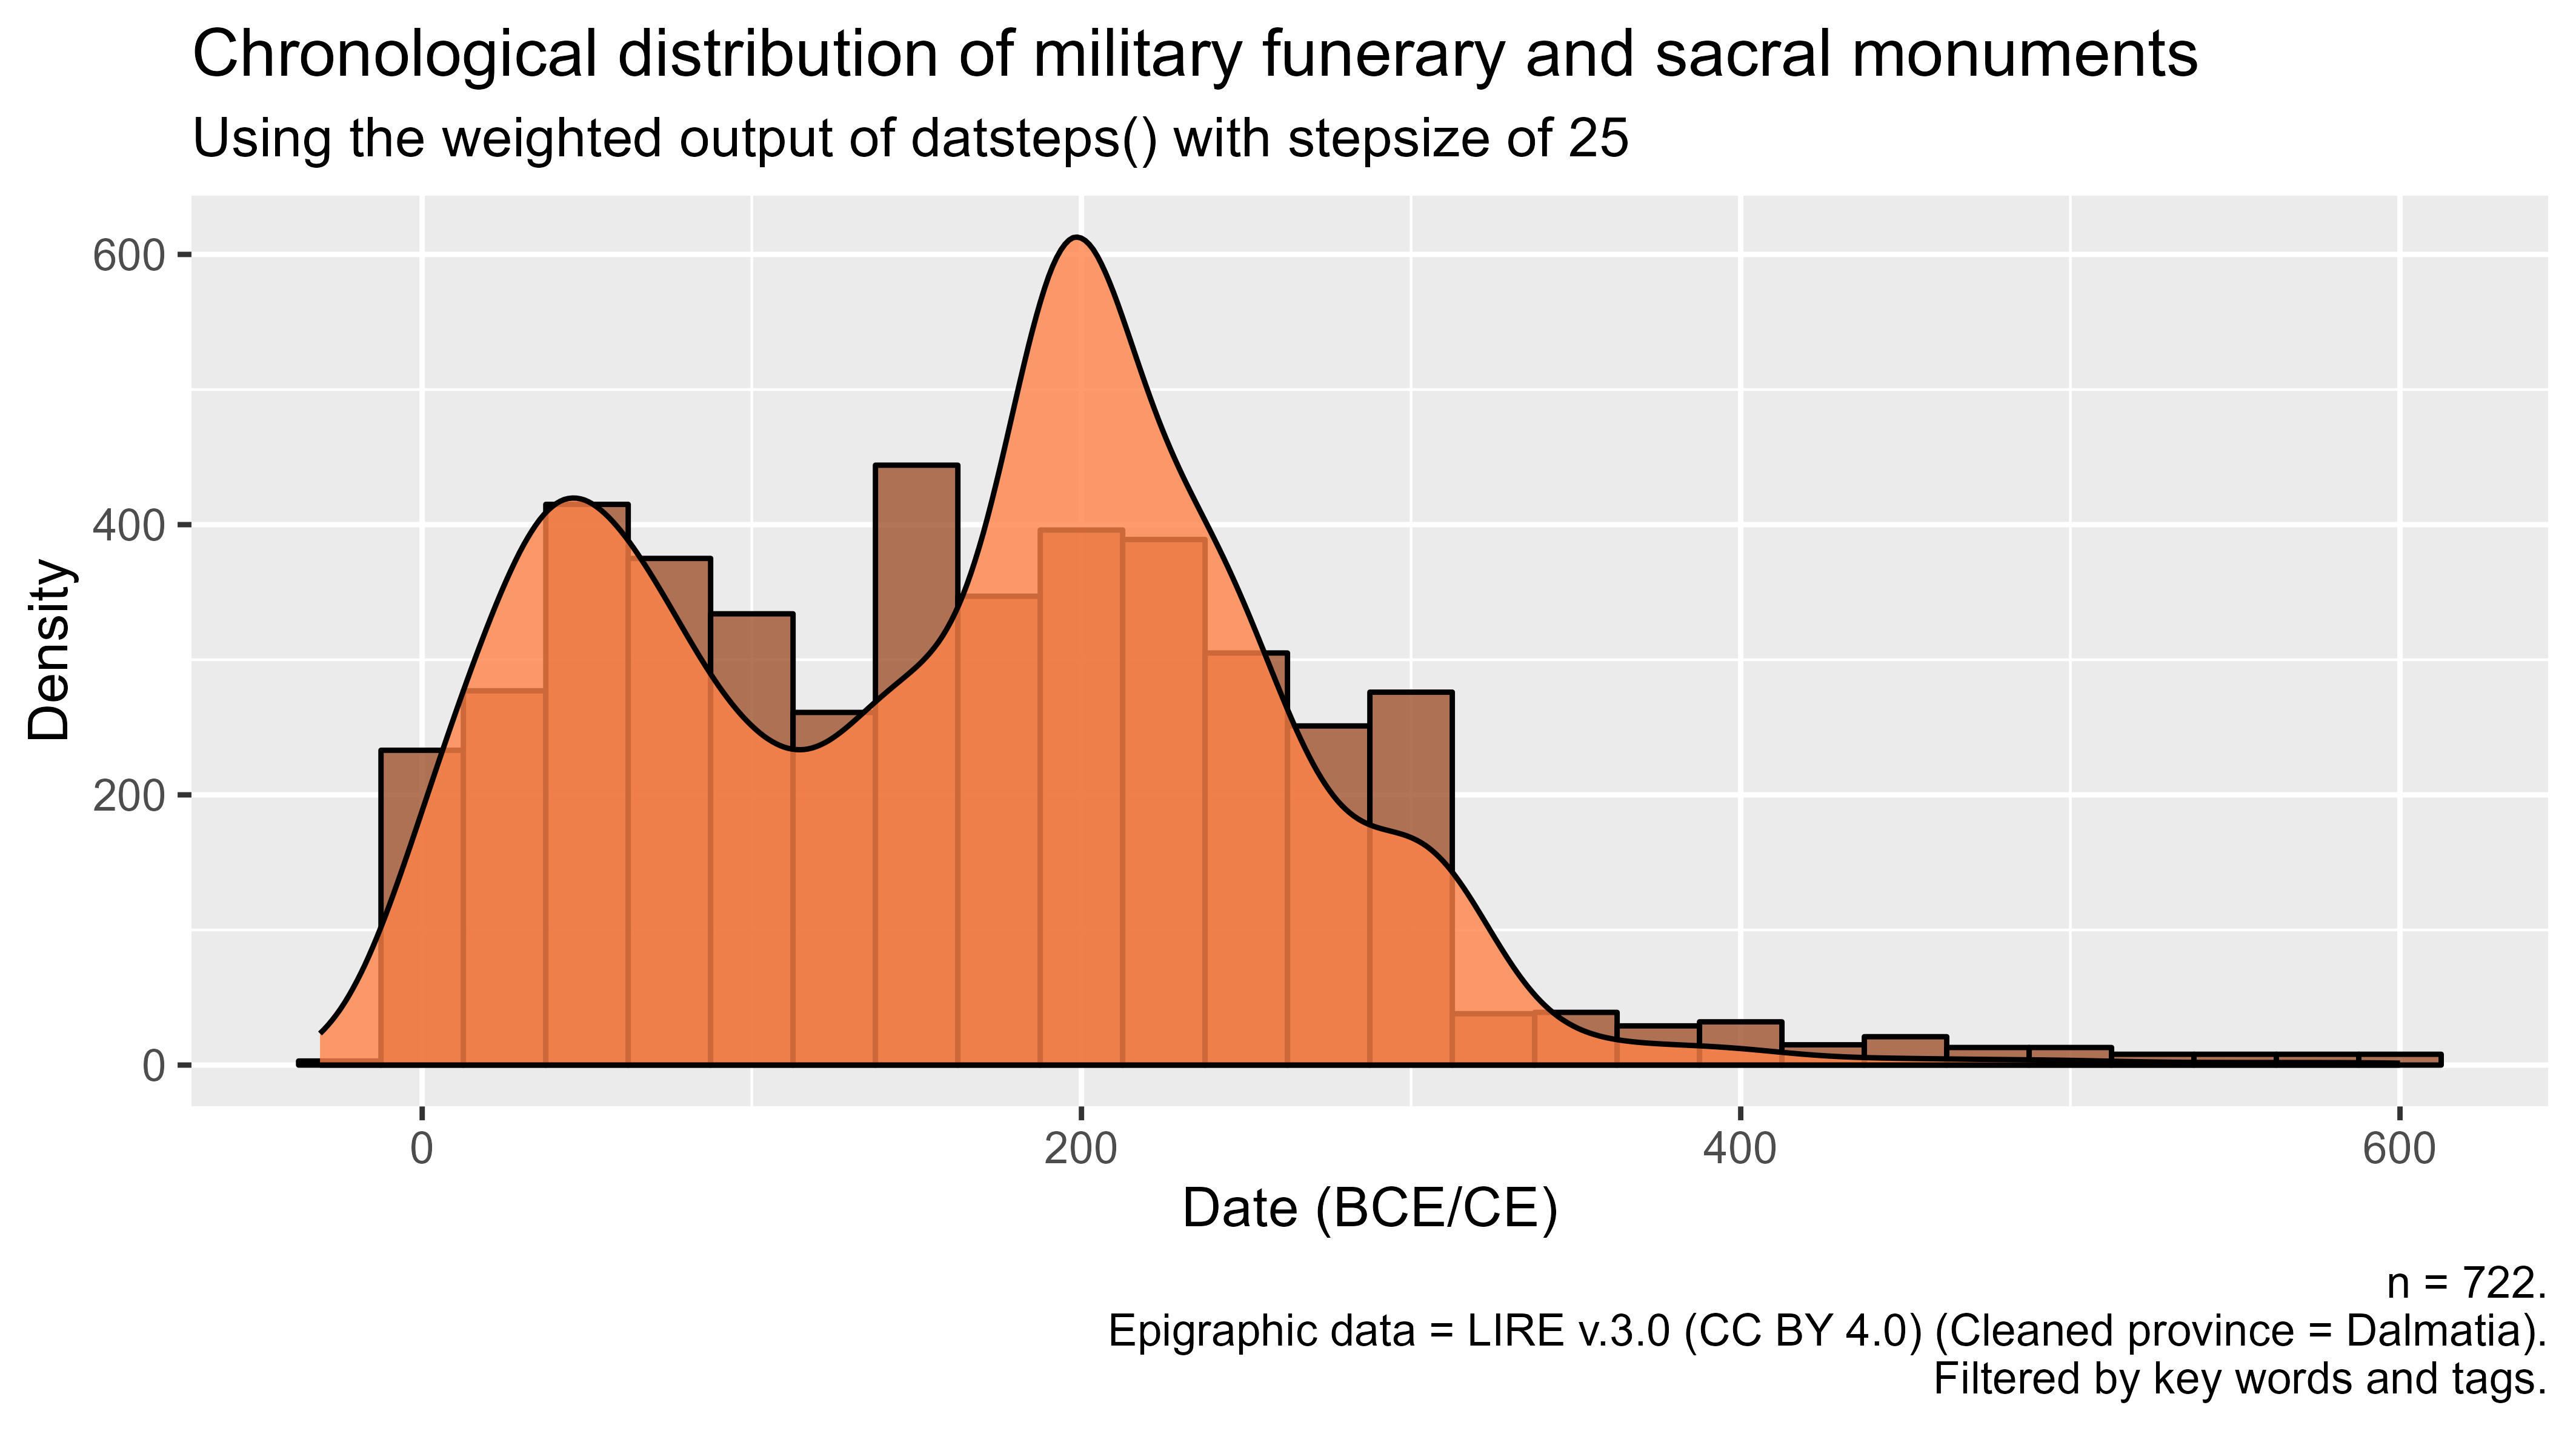 Chronological distribution of military funerary and sacral monuments
Using the weighted output of datsteps() with stepsize of 25
Density
600
400
200
0
0
200
400
600
Date (BCE/CE)
n = 722.
Epigraphic data = LIRE v.3.0 (CC BY 4.0) (Cleaned province = Dalmatia).
Filtered by key words and tags.